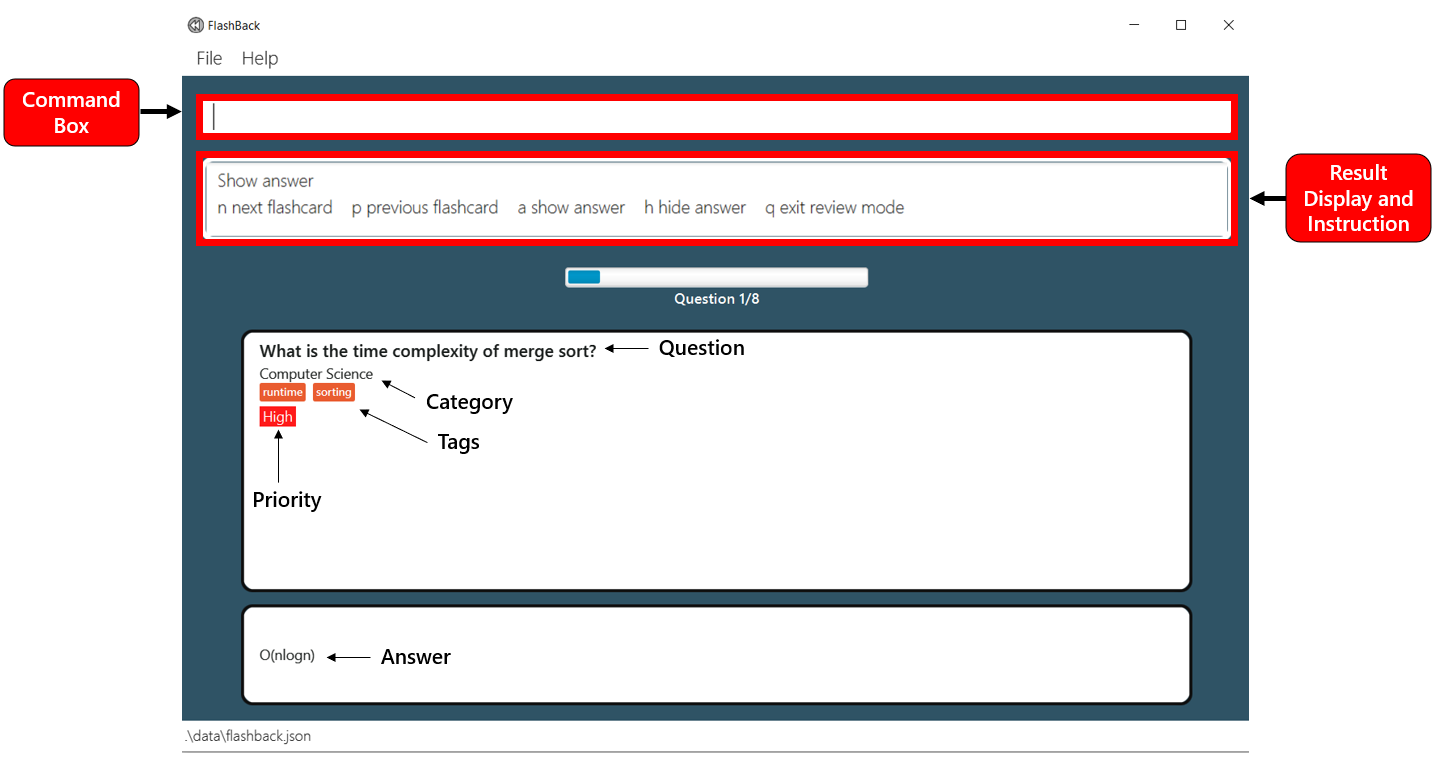 FlashBack
File Help
Command
Box
Show answer
n next flashcard p previous flashcard a show answer h hide answer q exit review mode
Result
Display and
Instruction
Question 1/8
What is the time complexity of merge sort?
Question
Computer Science
Category
runtime sorting
Tags
High
Priority
O(nlogn)
Answer
.\data\flashback.json